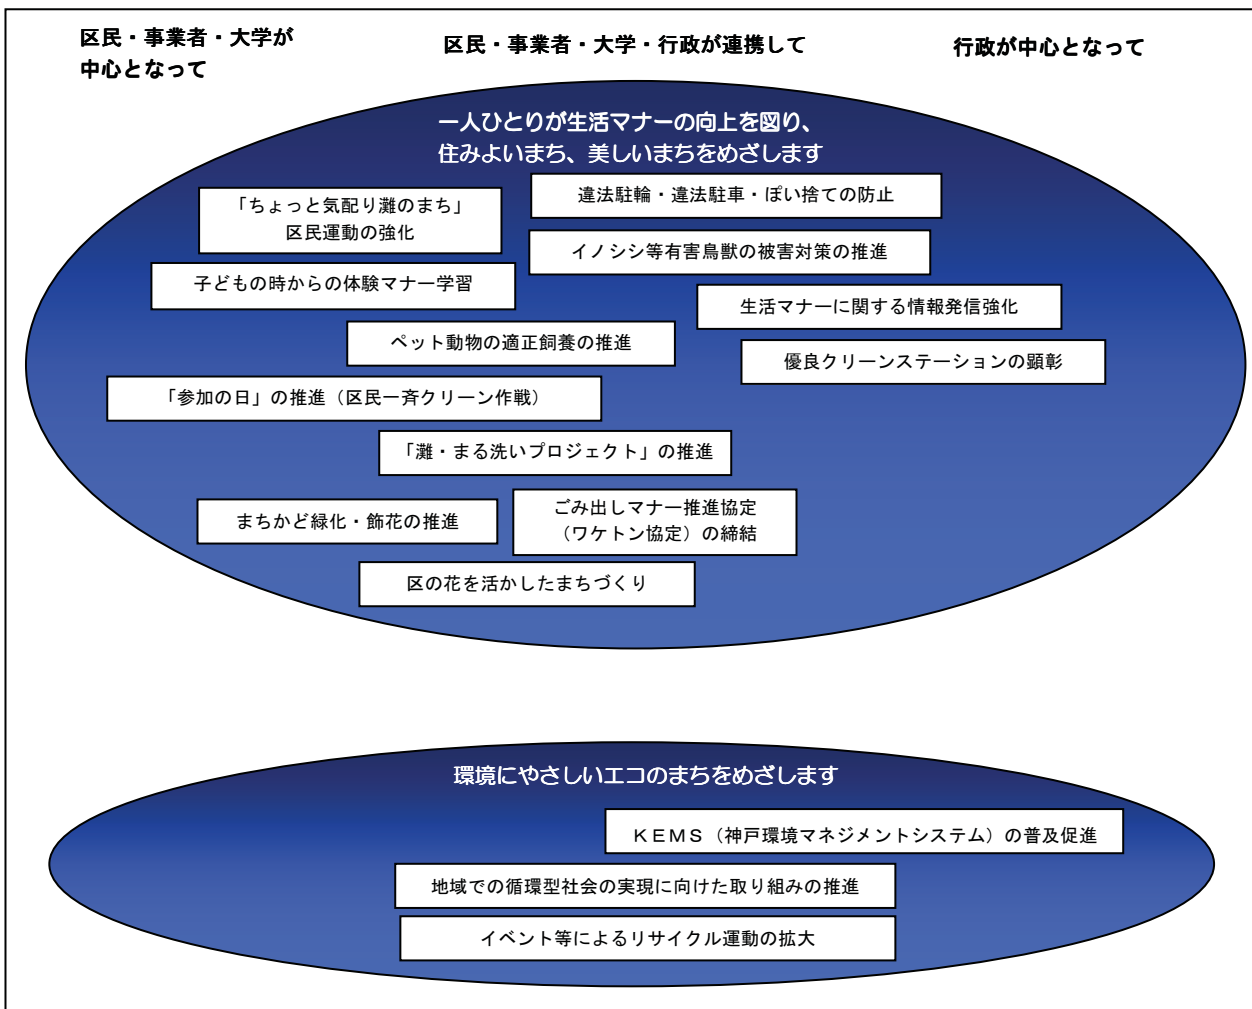 区民・事業者・大学が
中心となって
区民・事業者・大学・行政が連携して
行政が中心となって
一人ひとりが生活マナーの向上を図り、
住みよいまち、美しいまちをめざします
「ちょっと気配り灘のまち」
区民運動の強化
違法駐輪・違法駐車・ぽい捨ての防止
イノシシ等有害鳥獣の被害対策の推進
子どもの時からの体験マナー学習
生活マナーに関する情報発信強化
ペット動物の適正飼養の推進
優良クリーンステーションの顕彰
「参加の日」の推進（区民一斉クリーン作戦）
「灘・まる洗いプロジェクト」の推進
まちかど緑化・飾花の推進
ごみ出しマナー推進協定
（ワケトン協定）の締結
区の花を活かしたまちづくり
環境にやさしいエコのまちをめざします
ＫＥＭＳ（神戸環境マネジメントシステム）の普及促進
地域での循環型社会の実現に向けた取り組みの推進
イベント等によるリサイクル運動の拡大